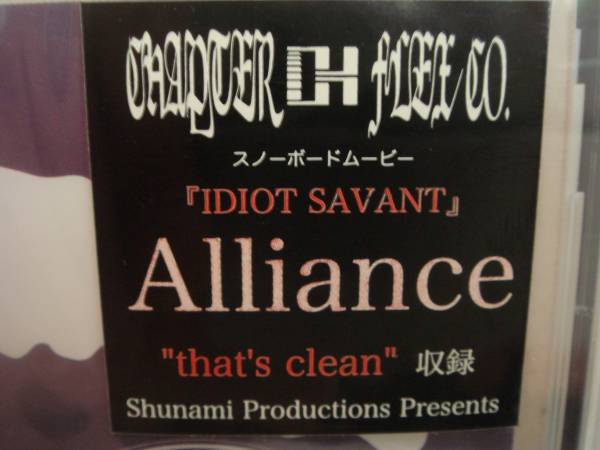 CHAPTER FLEX CO.
スノーボードムービー
『IDIOT SAVANT』
Alliance
"that's clean" 収録
Shunami Productions Presents